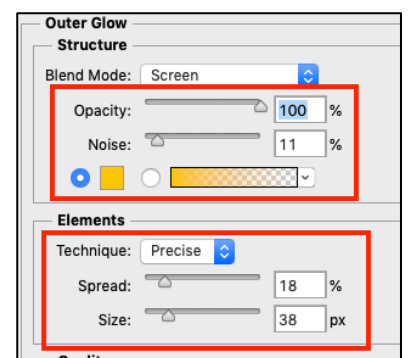 Outer Glow
Structure
Blend Mode: Screen
Opacity: 100 %
Noise: 11 %
Elements
Technique: Precise
Spread: 18 %
Size: 38 px